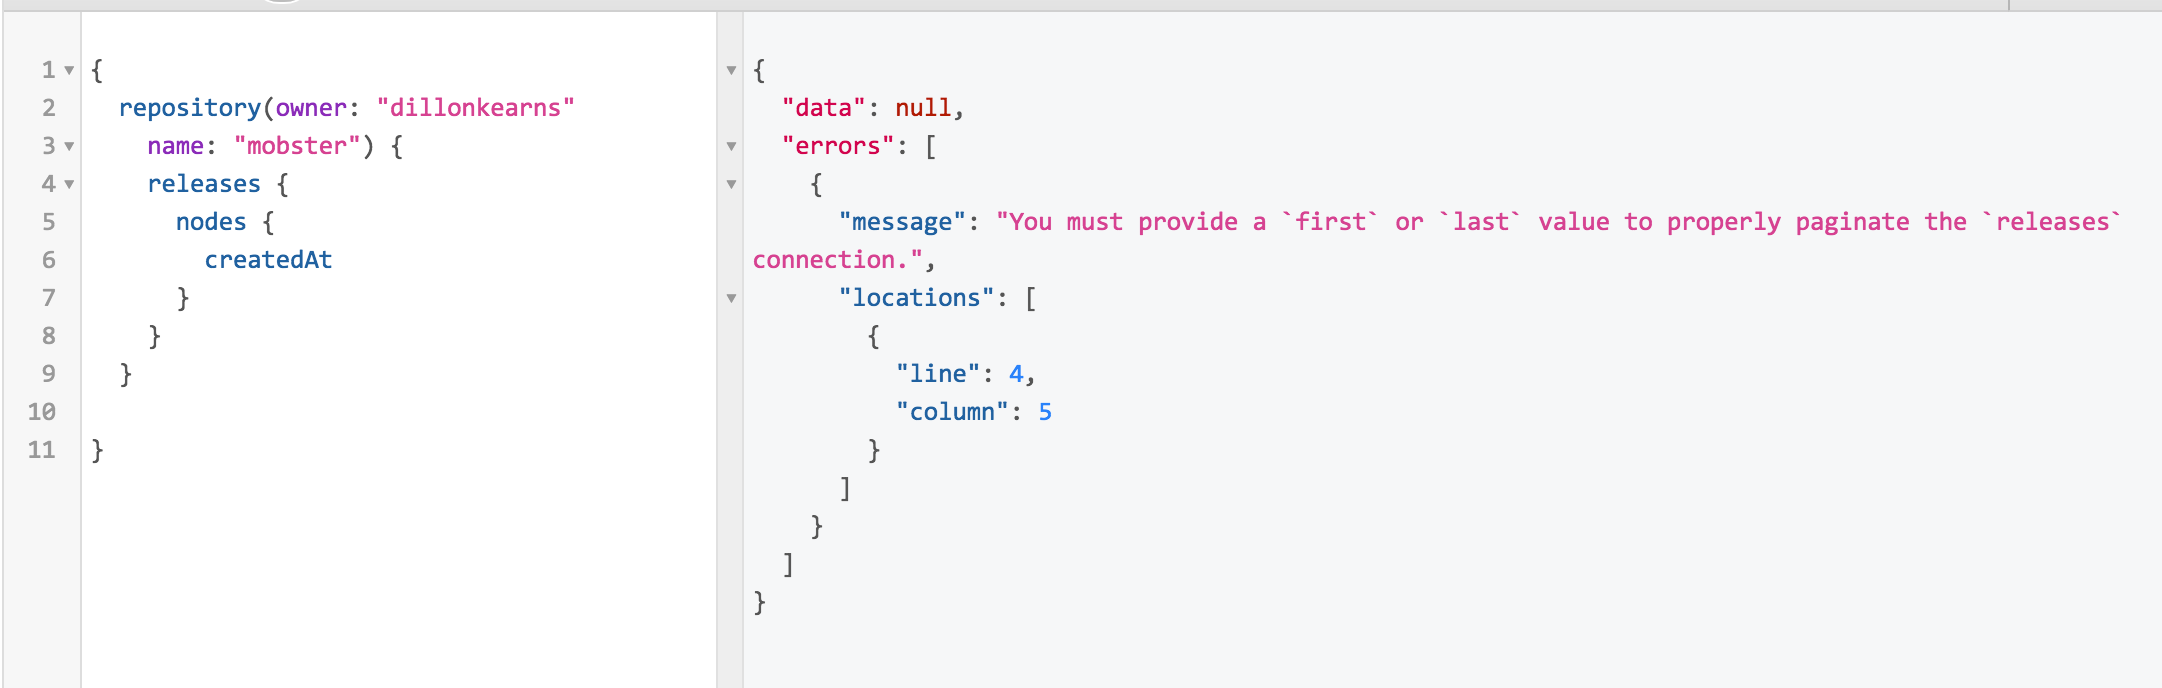 1 {
2   repository(owner: "dillonkearns"
3     name: "mobster") {
4     releases {
5       nodes {
6         createdAt
7       }
8     }
9   }
10
11 }
{
  "data": null,
  "errors": [
    {
      "message": "You must provide a `first` or `last` value to properly paginate the `releases`
connection.",
      "locations": [
        {
          "line": 4,
          "column": 5
        }
      ]
    }
  ]
}